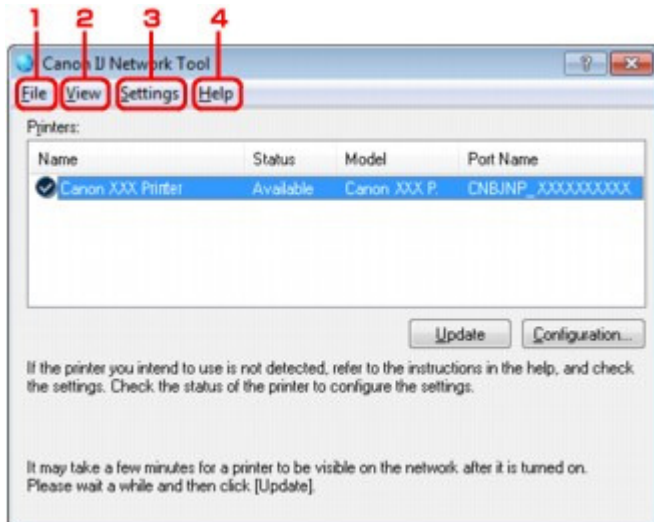 1 2 3 4
Canon IJ Network Tool
File View Settings Help
Printers:
Name Status Model Port Name
Canon XXX Printer Available Canon XXX P. CNBJNP_XXXXXXXXXX
Update Configuration...
If the printer you intend to use is not detected, refer to the instructions in the help, and check
the settings. Check the status of the printer to configure the settings.
It may take a few minutes for a printer to be visible on the network after it is turned on.
Please wait a while and then click [Update].